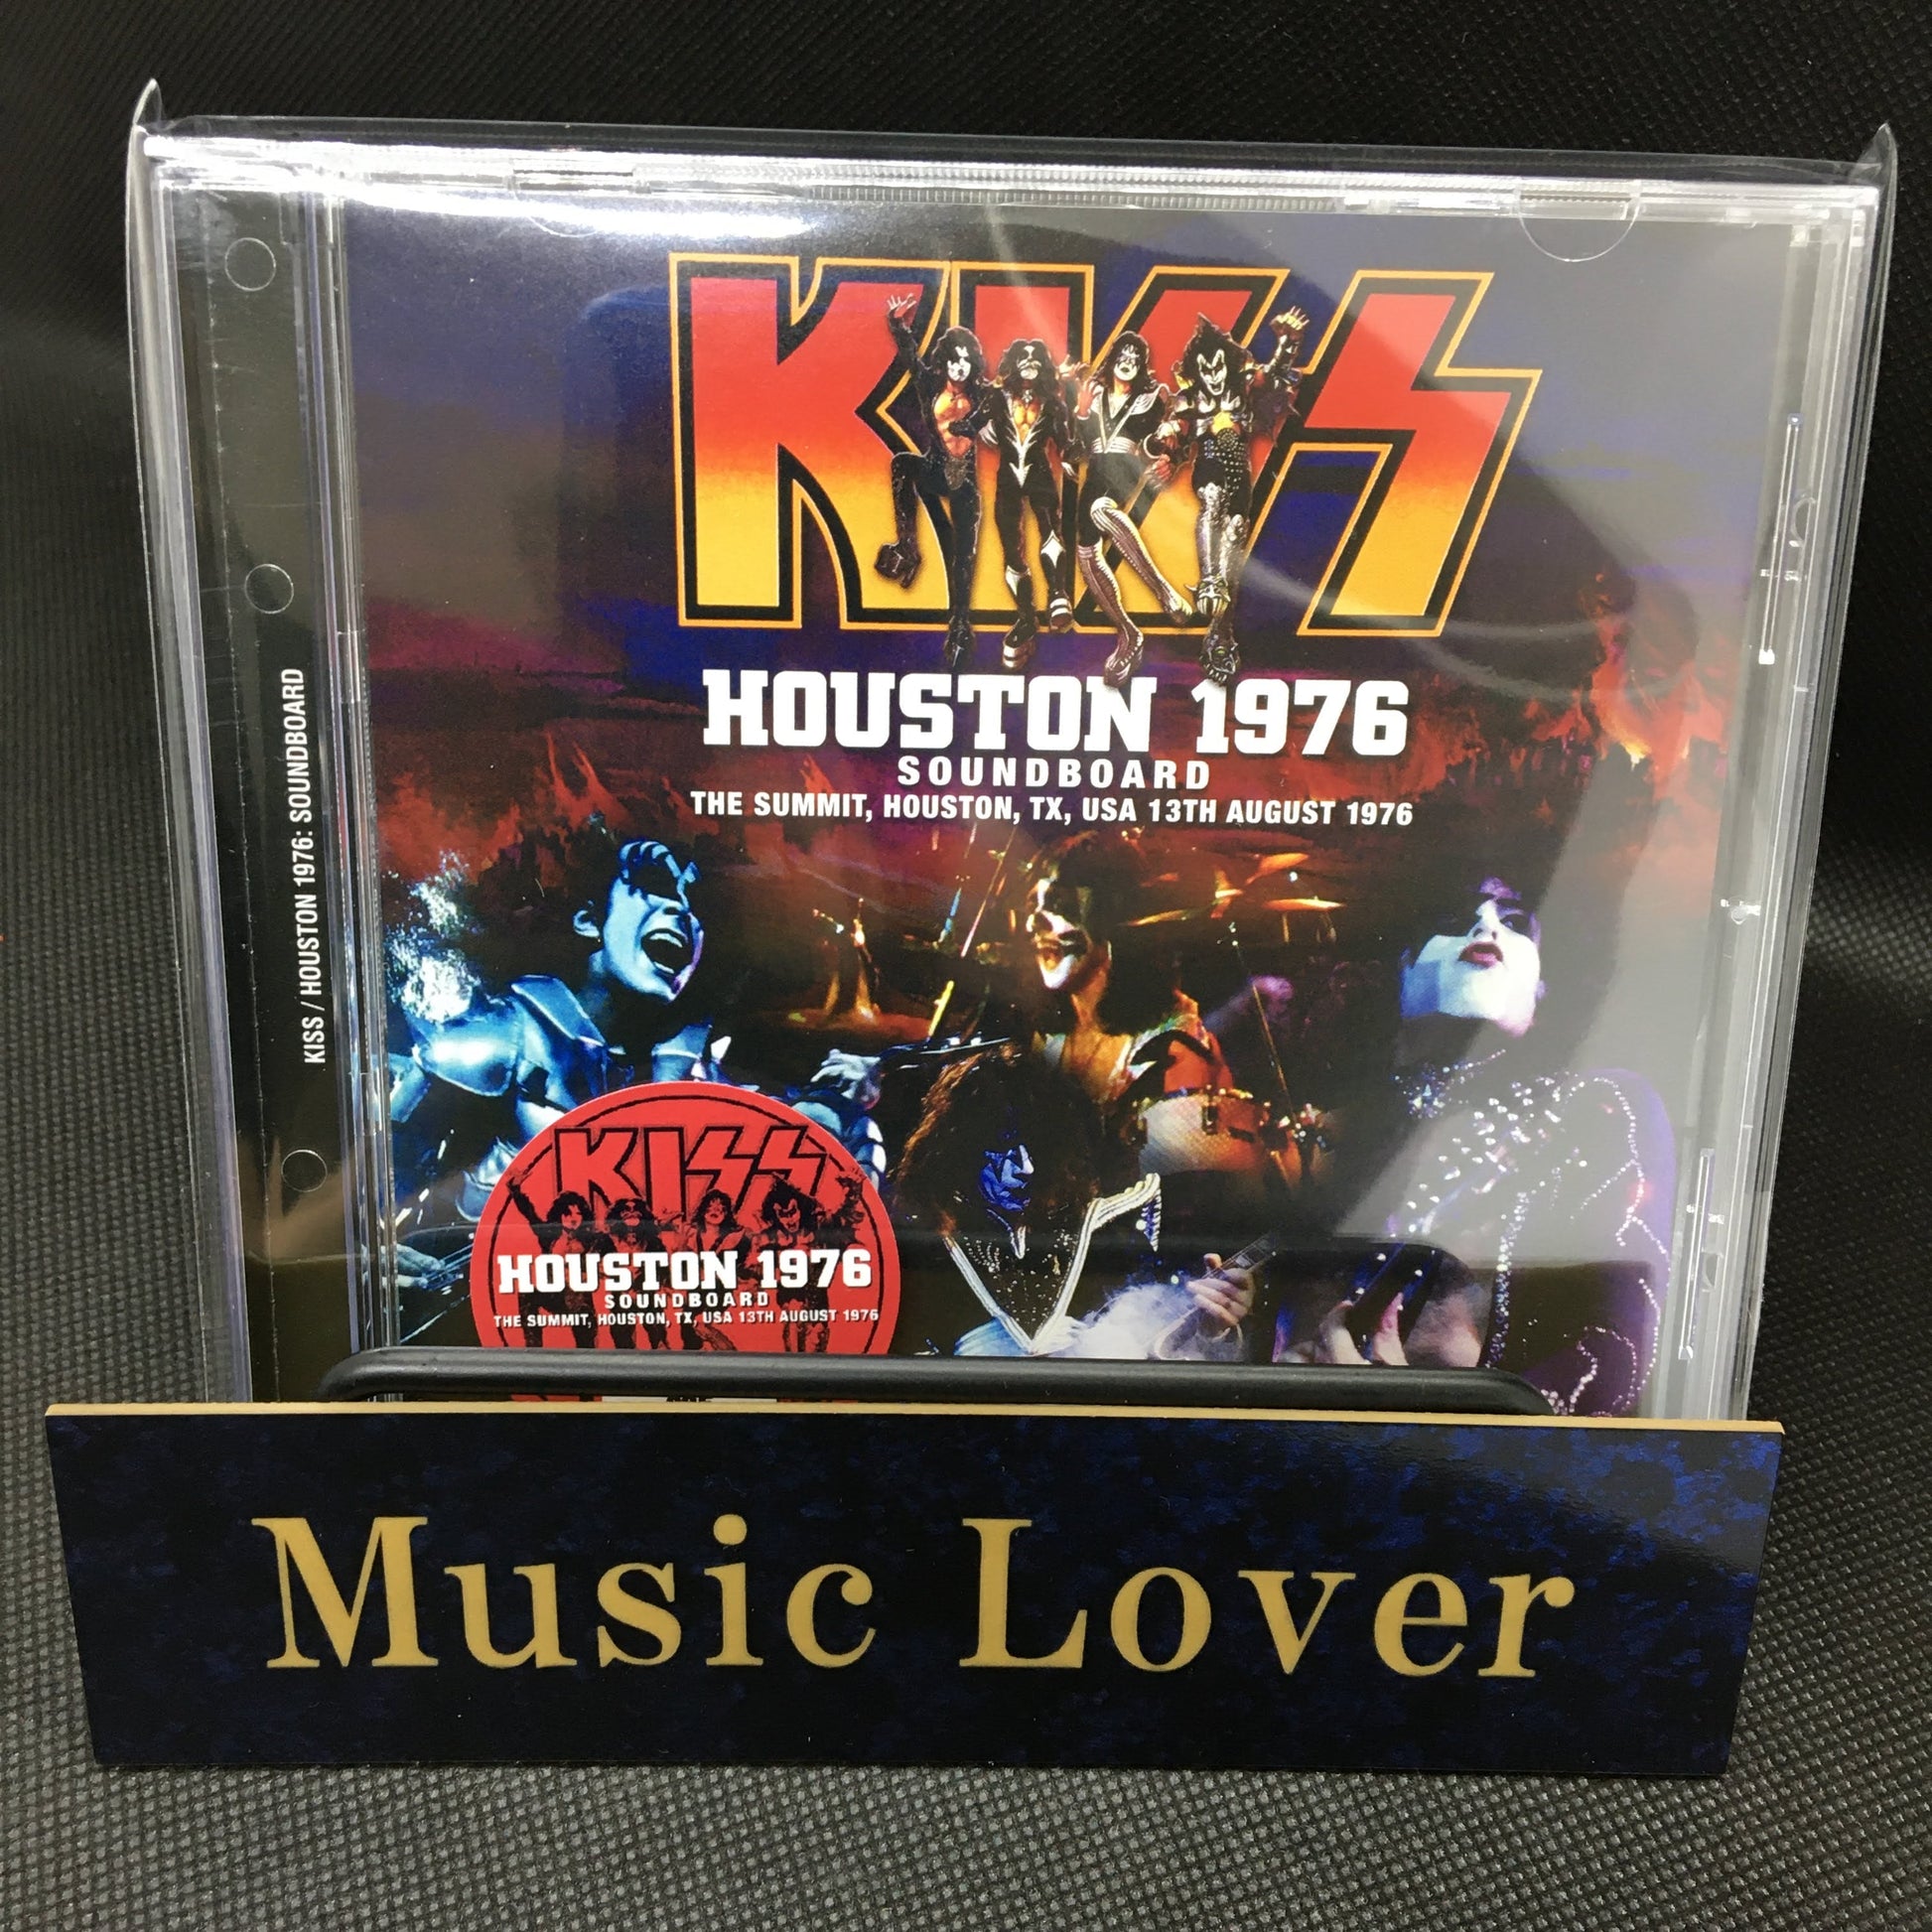 KISS
HOUSTON 1976
SOUNDBOARD
THE SUMMIT, HOUSTON, TX, USA 13TH AUGUST 1976
KISS / HOUSTON 1976: SOUNDBOARD
KISS
HOUSTON 1976
SOUNDBOARD
THE SUMMIT, HOUSTON, TX, USA 13TH AUGUST 1976
Music Lover